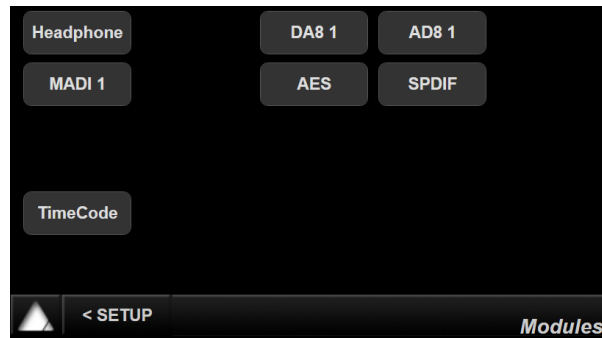 Headphone DA8 1 AD8 1
MADI 1 AES SPDIF
TimeCode
< SETUP
Modules